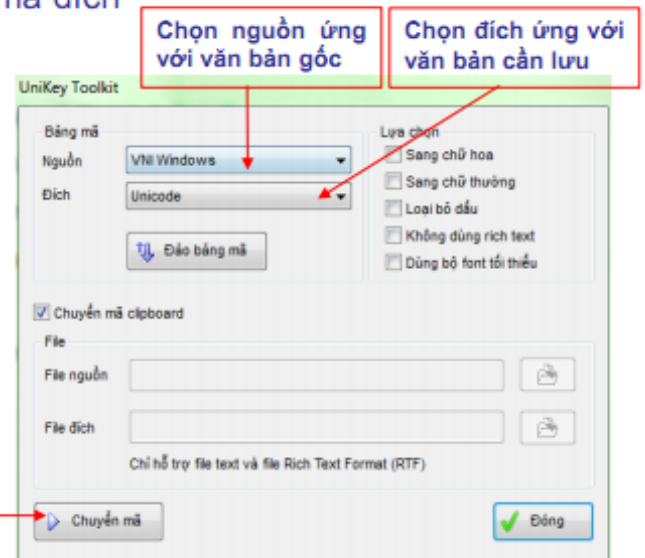 mã đích
Chọn nguồn ứng
với văn bản gốc
Chọn đích ứng với
văn bản cần lưu
UniKey Toolkit
Bảng mã
Nguồn
VNI Windows
Đích
Unicode
Đảo bảng mã
Lựa chọn
Sang chữ hoa
Sang chữ thường
Loại bỏ dấu
Không dùng rich text
Dùng bộ font tối thiểu
Chuyển mã clipboard
File
File nguồn
File đích
Chỉ hỗ trợ file text và file Rich Text Format (RTF)
Chuyển mã
Đóng